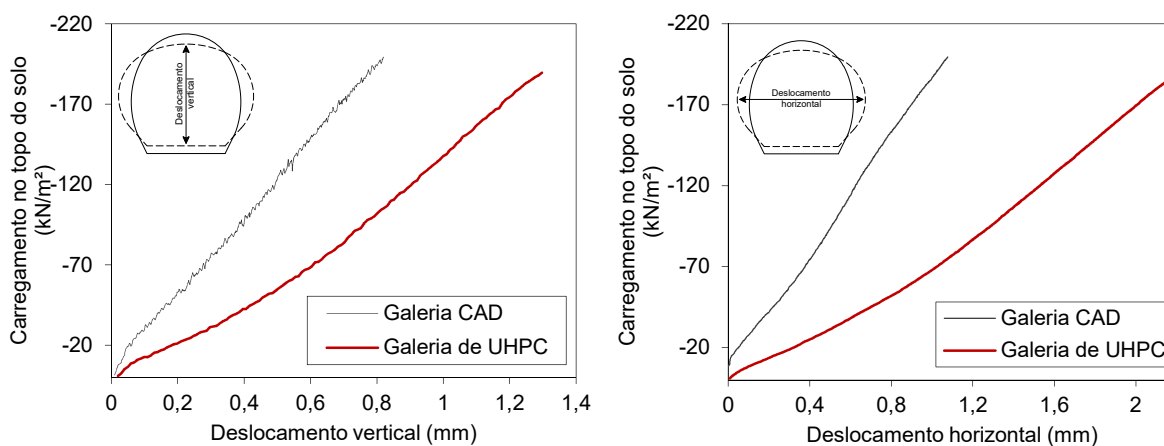 -220
-170
-120
-70
-20
Carregamento no topo do solo
(kN/m²)
Deslocamento
vertical
Galeria CAD
Galeria de UHPC
0 0,2 0,4 0,6 0,8 1 1,2 1,4
Deslocamento vertical (mm)
-220
-170
-120
-70
-20
Carregamento no topo do solo
(kN/m²)
Deslocamento
horizontal
Galeria CAD
Galeria de UHPC
0 0,4 0,8 1,2 1,6 2
Deslocamento horizontal (mm)